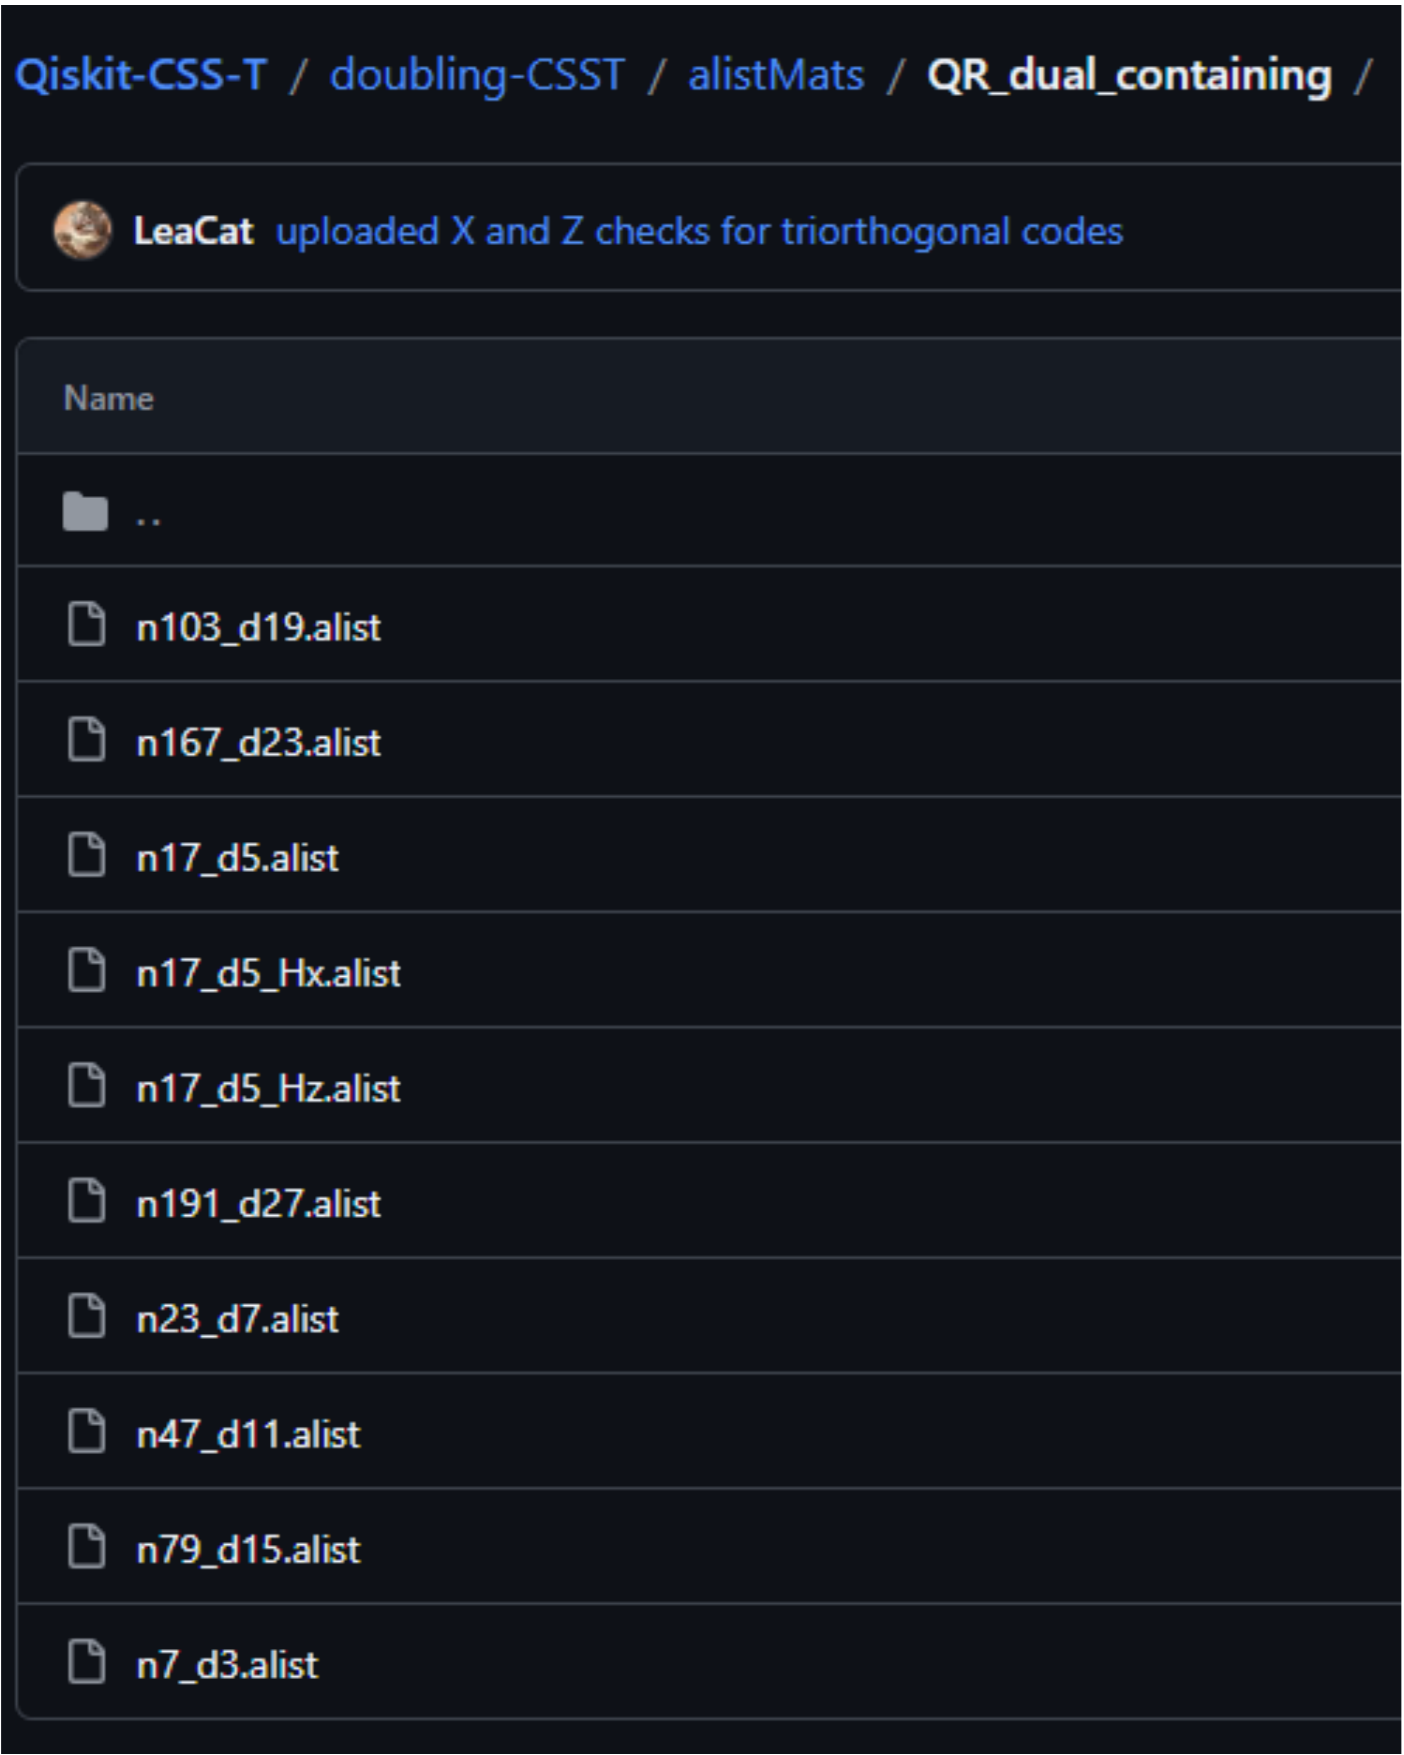 Qiskit-CSS-T / doubling-CSST / alistMats / QR_dual_containing /
LeaCat uploaded X and Z checks for triorthogonal codes
Name
..
n103_d19.alist
n167_d23.alist
n17_d5.alist
n17_d5_Hx.alist
n17_d5_Hz.alist
n191_d27.alist
n23_d7.alist
n47_d11.alist
n79_d15.alist
n7_d3.alist